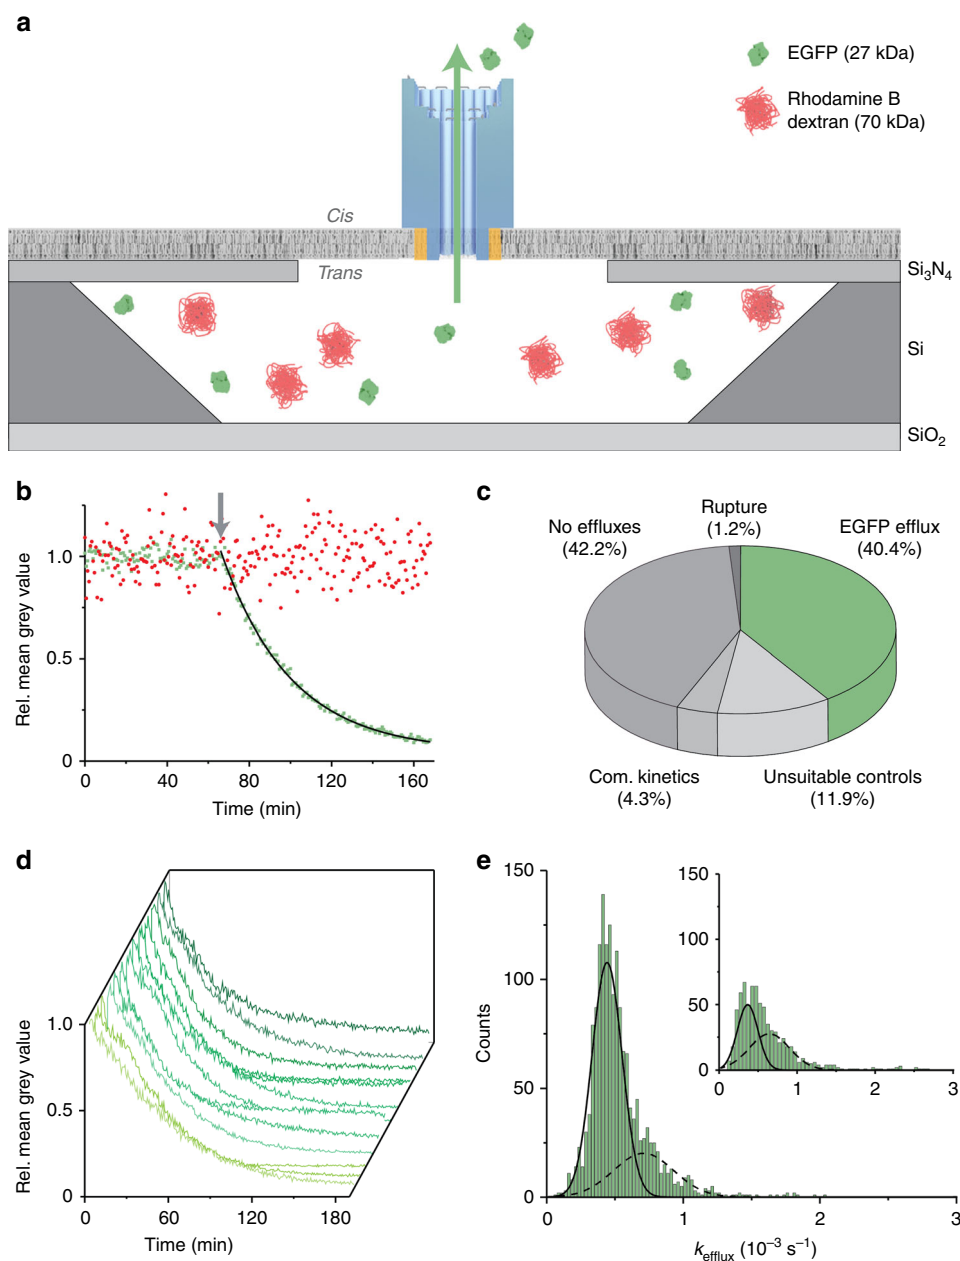 a
EGFP (27 kDa)
Rhodamine B
dextran (70 kDa)
Cis
Trans
Si₃N₄
Si
SiO₂
b
Rel. mean grey value
1.0
0.5
0
0 40 80 120 160
Time (min)
c
No effluxes
(42.2%)
Rupture
(1.2%)
EGFP efflux
(40.4%)
Com. kinetics
(4.3%)
Unsuitable controls
(11.9%)
d
Rel. mean grey value
1.0
0.5
0
0 60 120 180
Time (min)
e
Counts
150
100
50
0
0 1 2 3
k_efflux (10⁻³ s⁻¹)
150
100
50
0
0 1 2 3